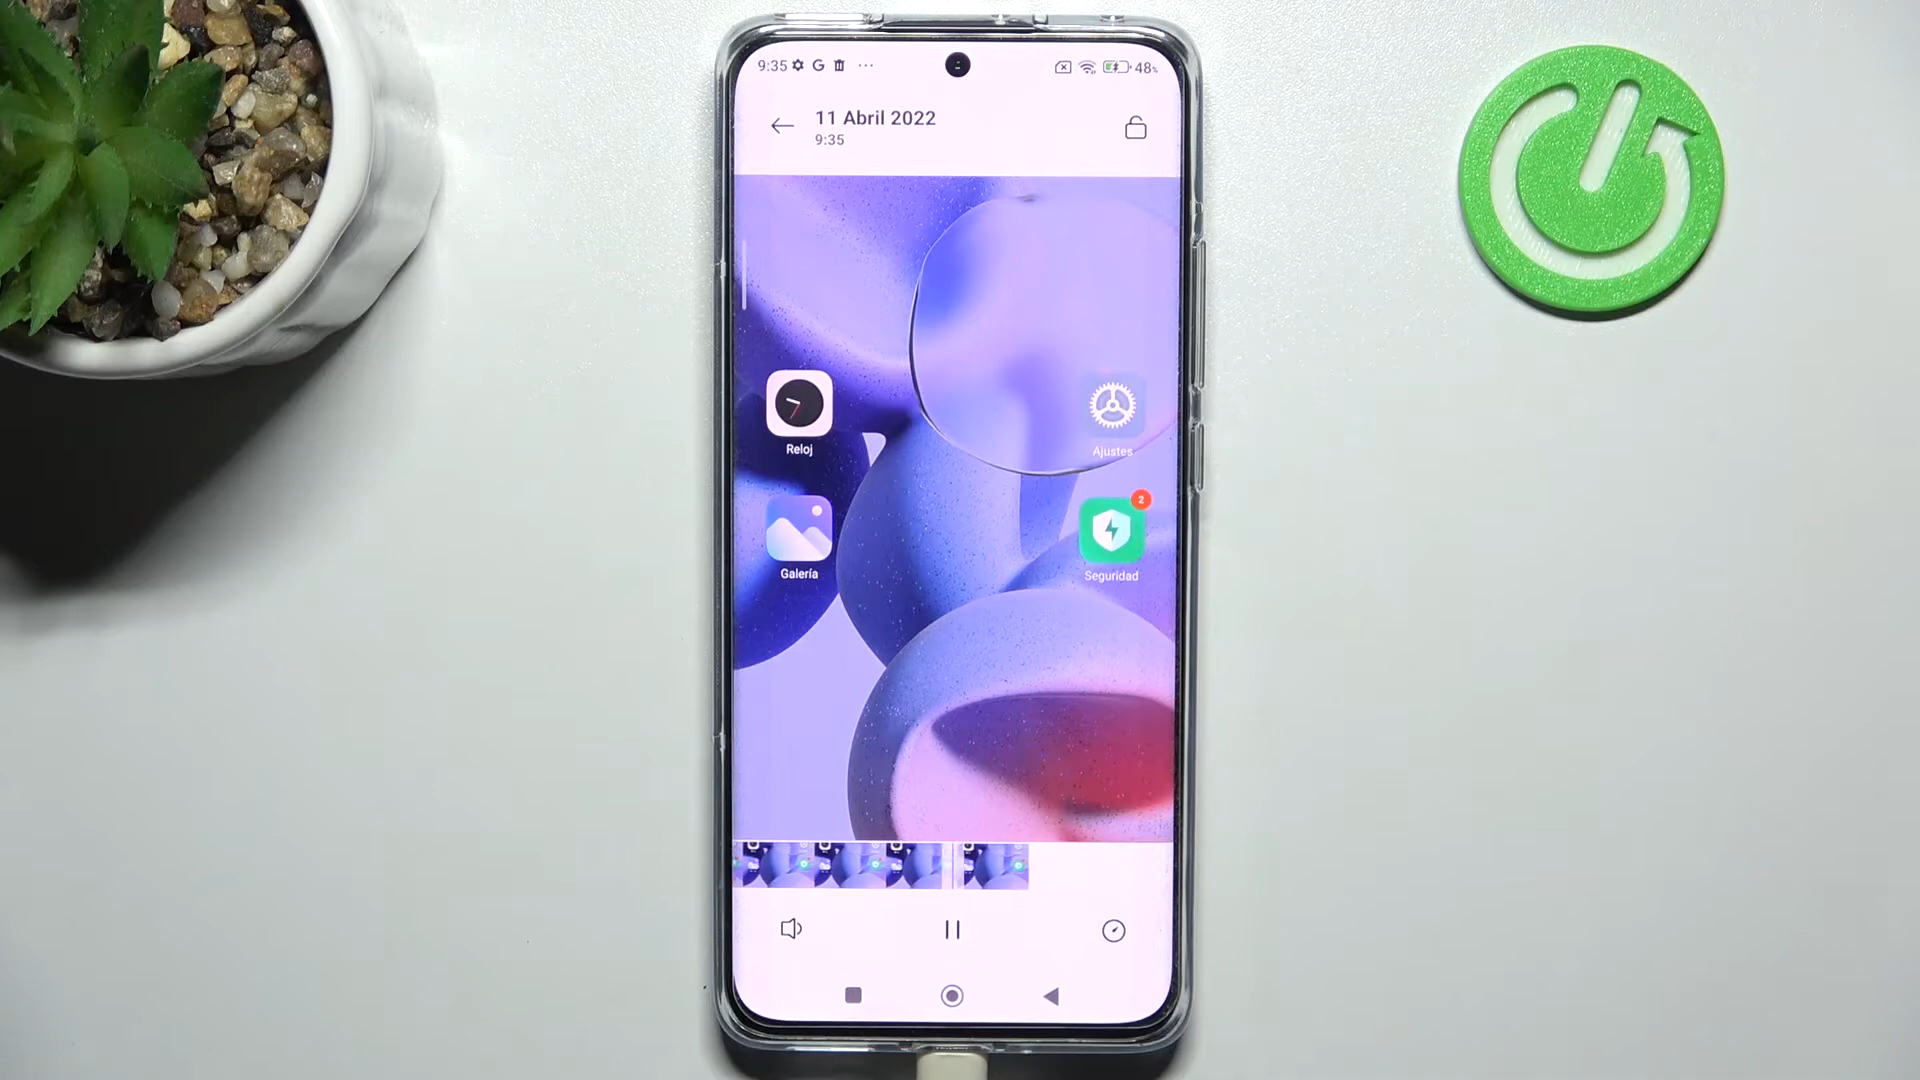 9:35 G ... 48%
11 Abril 2022
9:35
Reloj
Ajustes
2
Galería
Seguridad